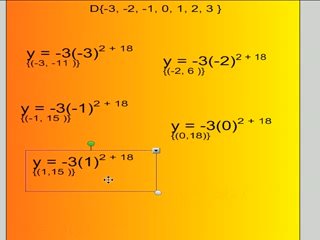 D{-3, -2, -1, 0, 1, 2, 3 }
y = -3(-3)² ⁺ ¹⁸
{(-3, -11 )}
y = -3(-2)² ⁺ ¹⁸
{(-2, 6 )}
y = -3(-1)² ⁺ ¹⁸
{(-1, 15 )}
y = -3(0)² ⁺ ¹⁸
{(0,18)}
y = -3(1)² ⁺ ¹⁸
{(1,15 )}